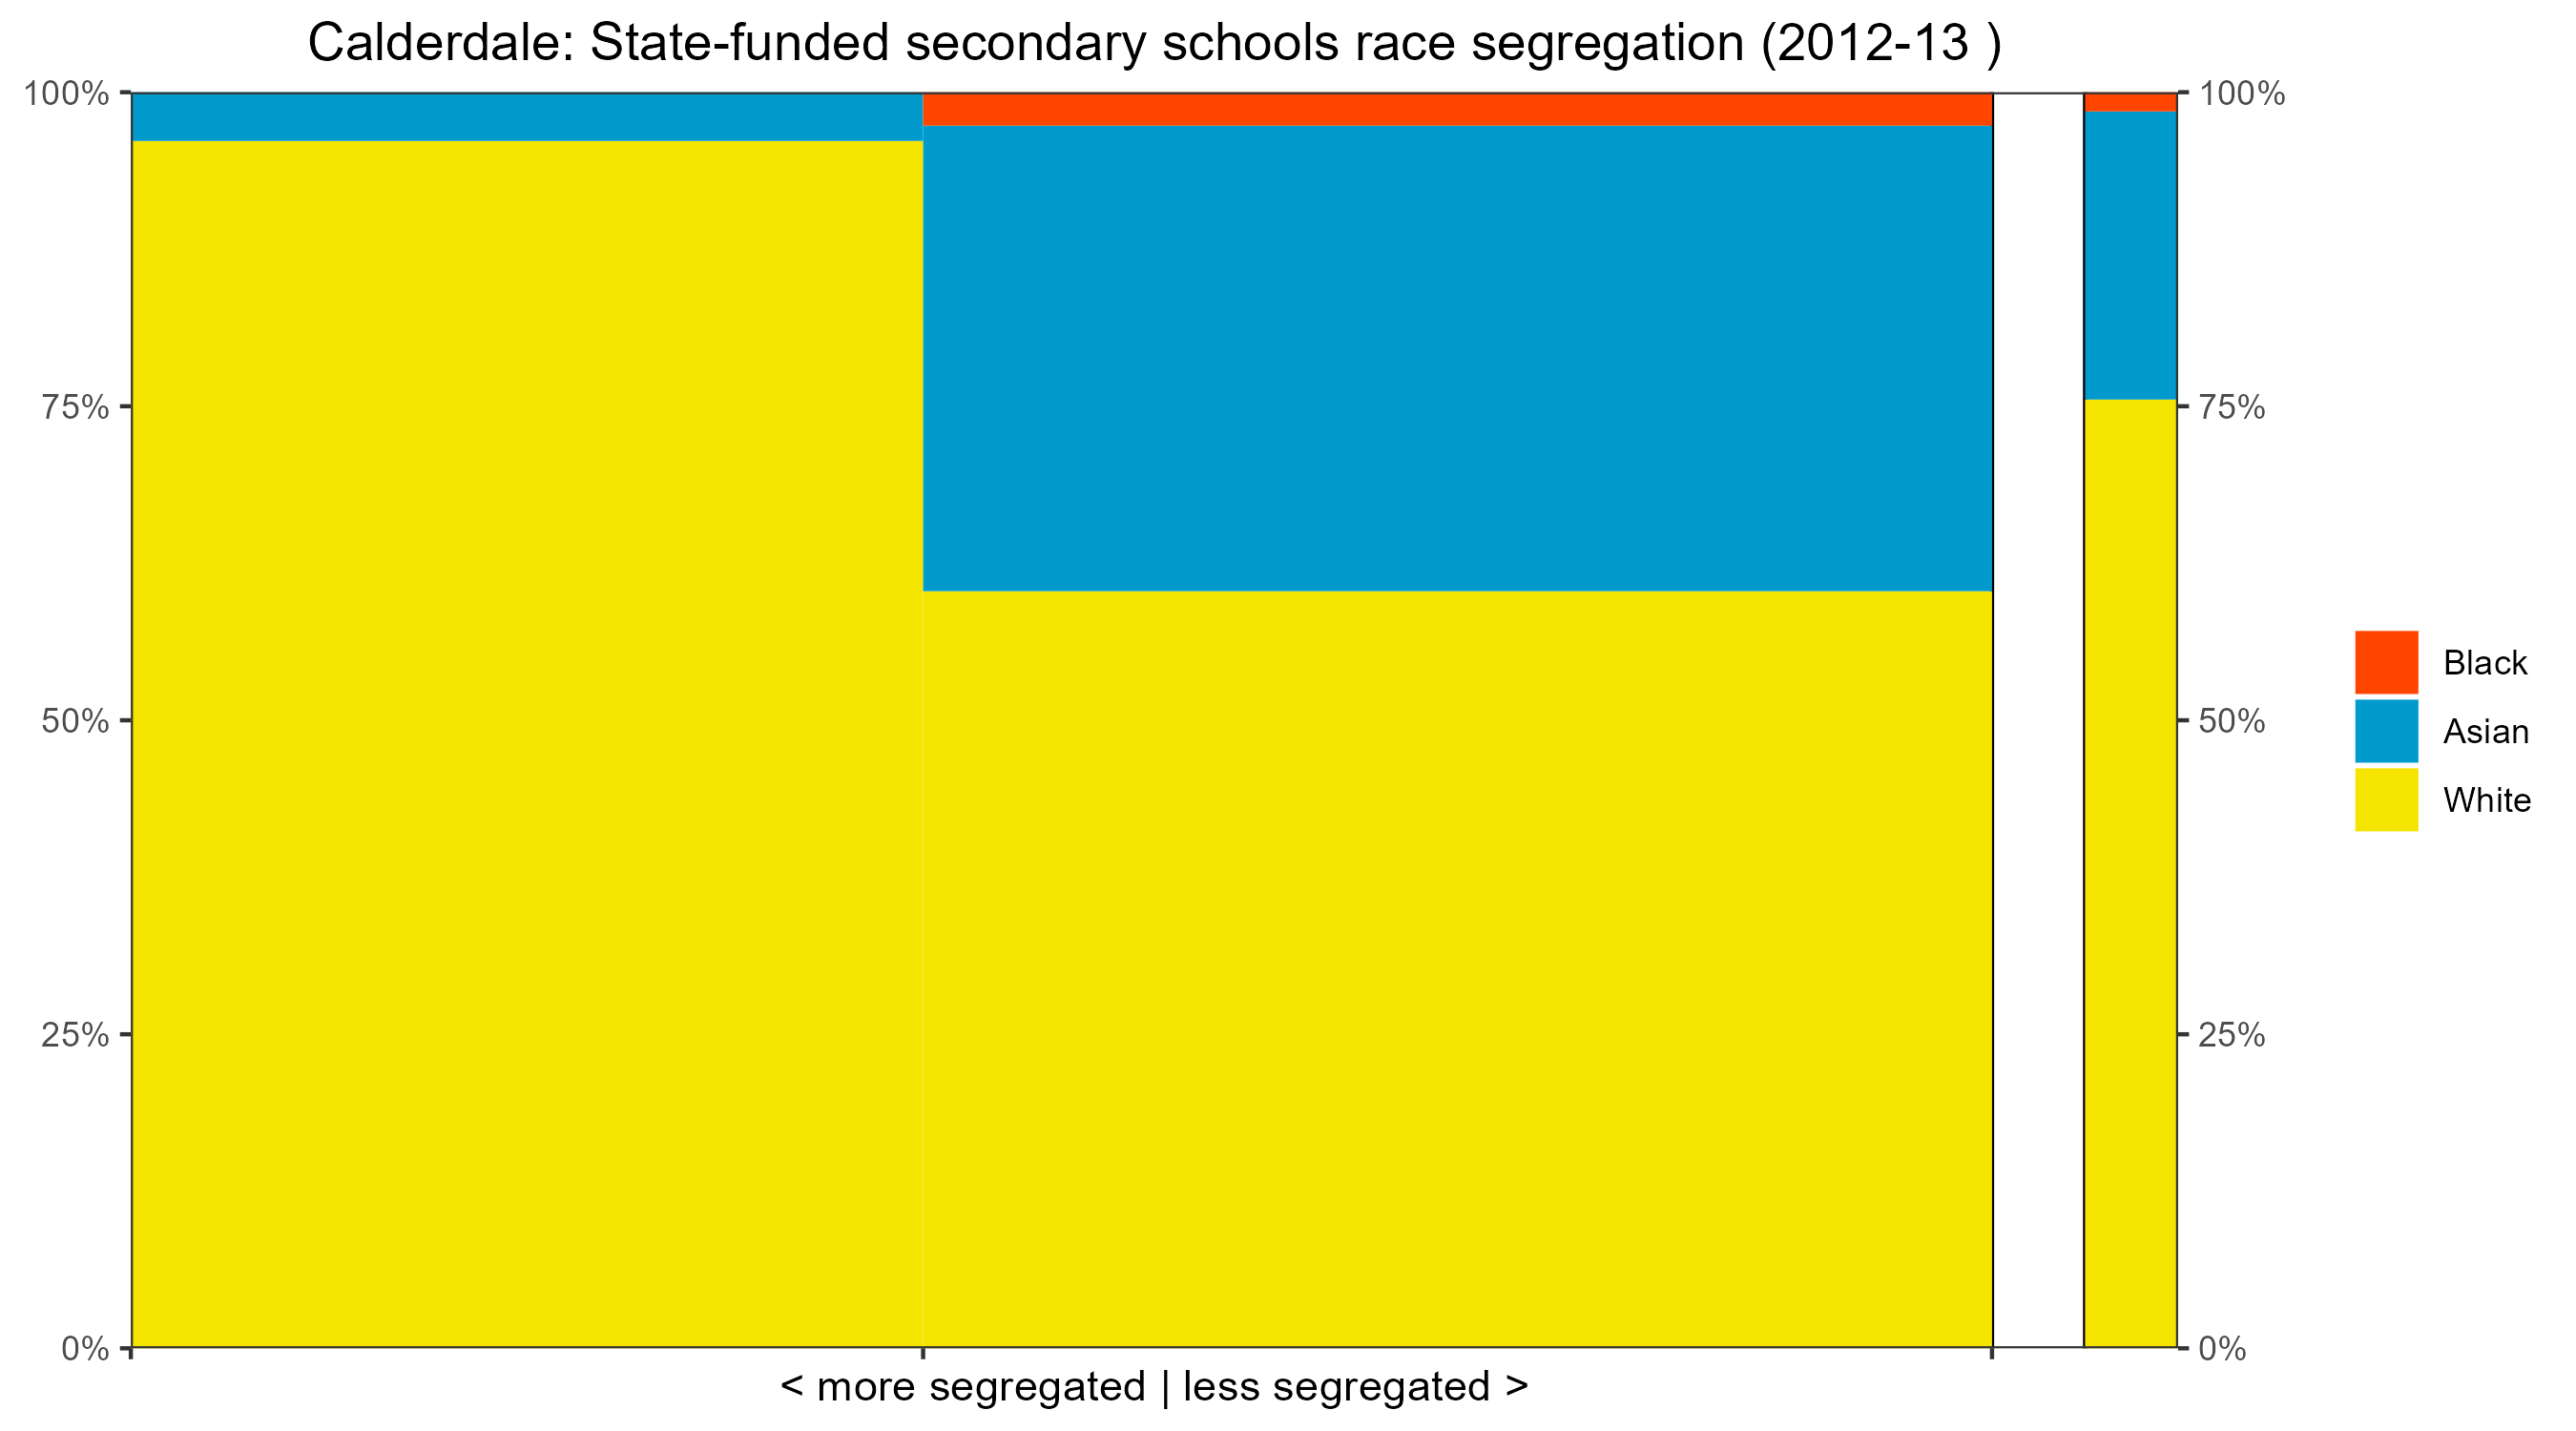 Calderdale: State-funded secondary schools race segregation (2012-13 )
100%
75%
50%
25%
0%
100%
75%
50%
25%
0%
Black
Asian
White
< more segregated | less segregated >